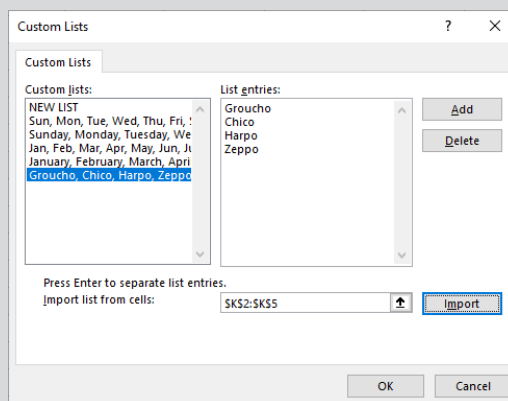 Custom Lists
? ×
Custom Lists
Custom lists:
NEW LIST
Sun, Mon, Tue, Wed, Thu, Fri,
Sunday, Monday, Tuesday, We
Jan, Feb, Mar, Apr, May, Jun,
January, February, March, Apri
Groucho, Chico, Harpo, Zeppo
List entries:
Groucho
Chico
Harpo
Zeppo
Add
Delete
Press Enter to separate list entries.
Import list from cells:
$K$2:$K$5
Import
OK
Cancel